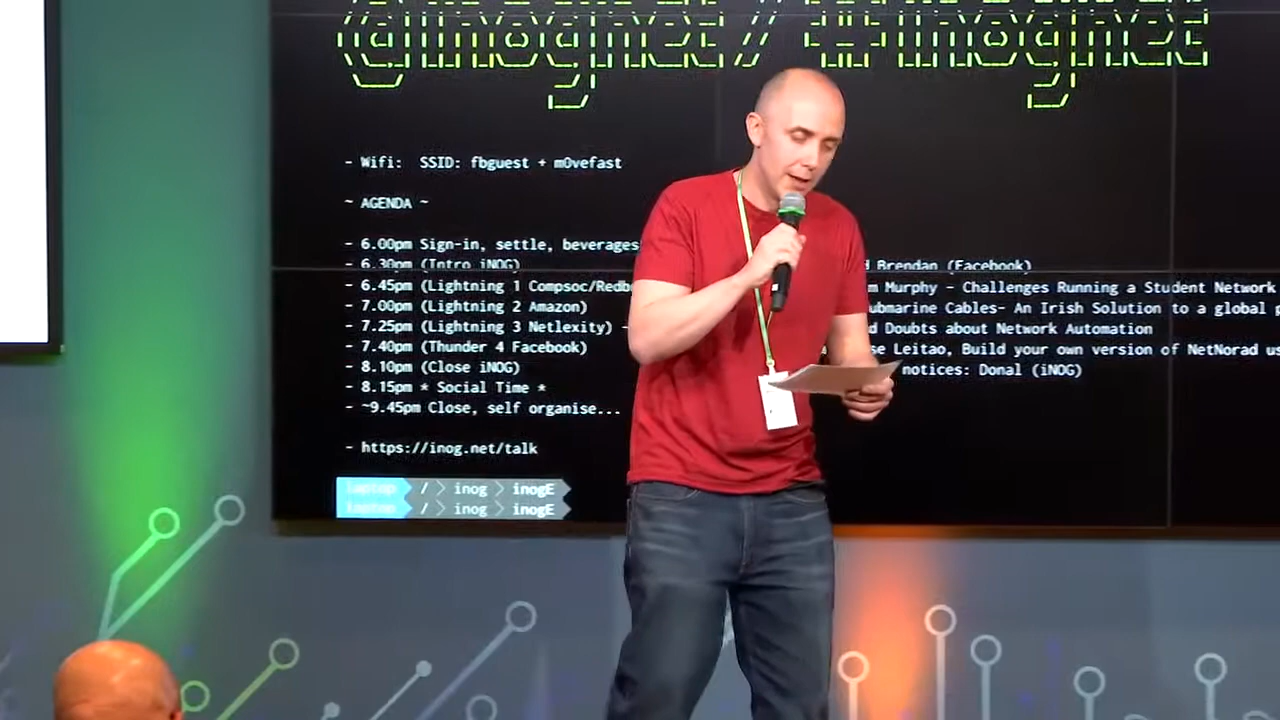 @inognet / #inognet
- Wifi: SSID: fbguest + m0vefast
~ AGENDA ~
- 6.00pm Sign-in, settle, beverages
- 6.30pm (Intro iNOG) Brendan (Facebook)
- 6.45pm (Lightning 1 Compsoc/Redb Murphy - Challenges Running a Student Network
- 7.00pm (Lightning 2 Amazon) ubmarine Cables- An Irish Solution to a global
- 7.25pm (Lightning 3 Netlexity) - Doubts about Network Automation
- 7.40pm (Thunder 4 Facebook) se Leitao, Build your own version of NetNorad us
- 8.10pm (Close iNOG) notices: Donal (iNOG)
- 8.15pm * Social Time *
- ~9.45pm Close, self organise...
- https://inog.net/talk
laptop / > inog > inogE
laptop / > inog > inogE